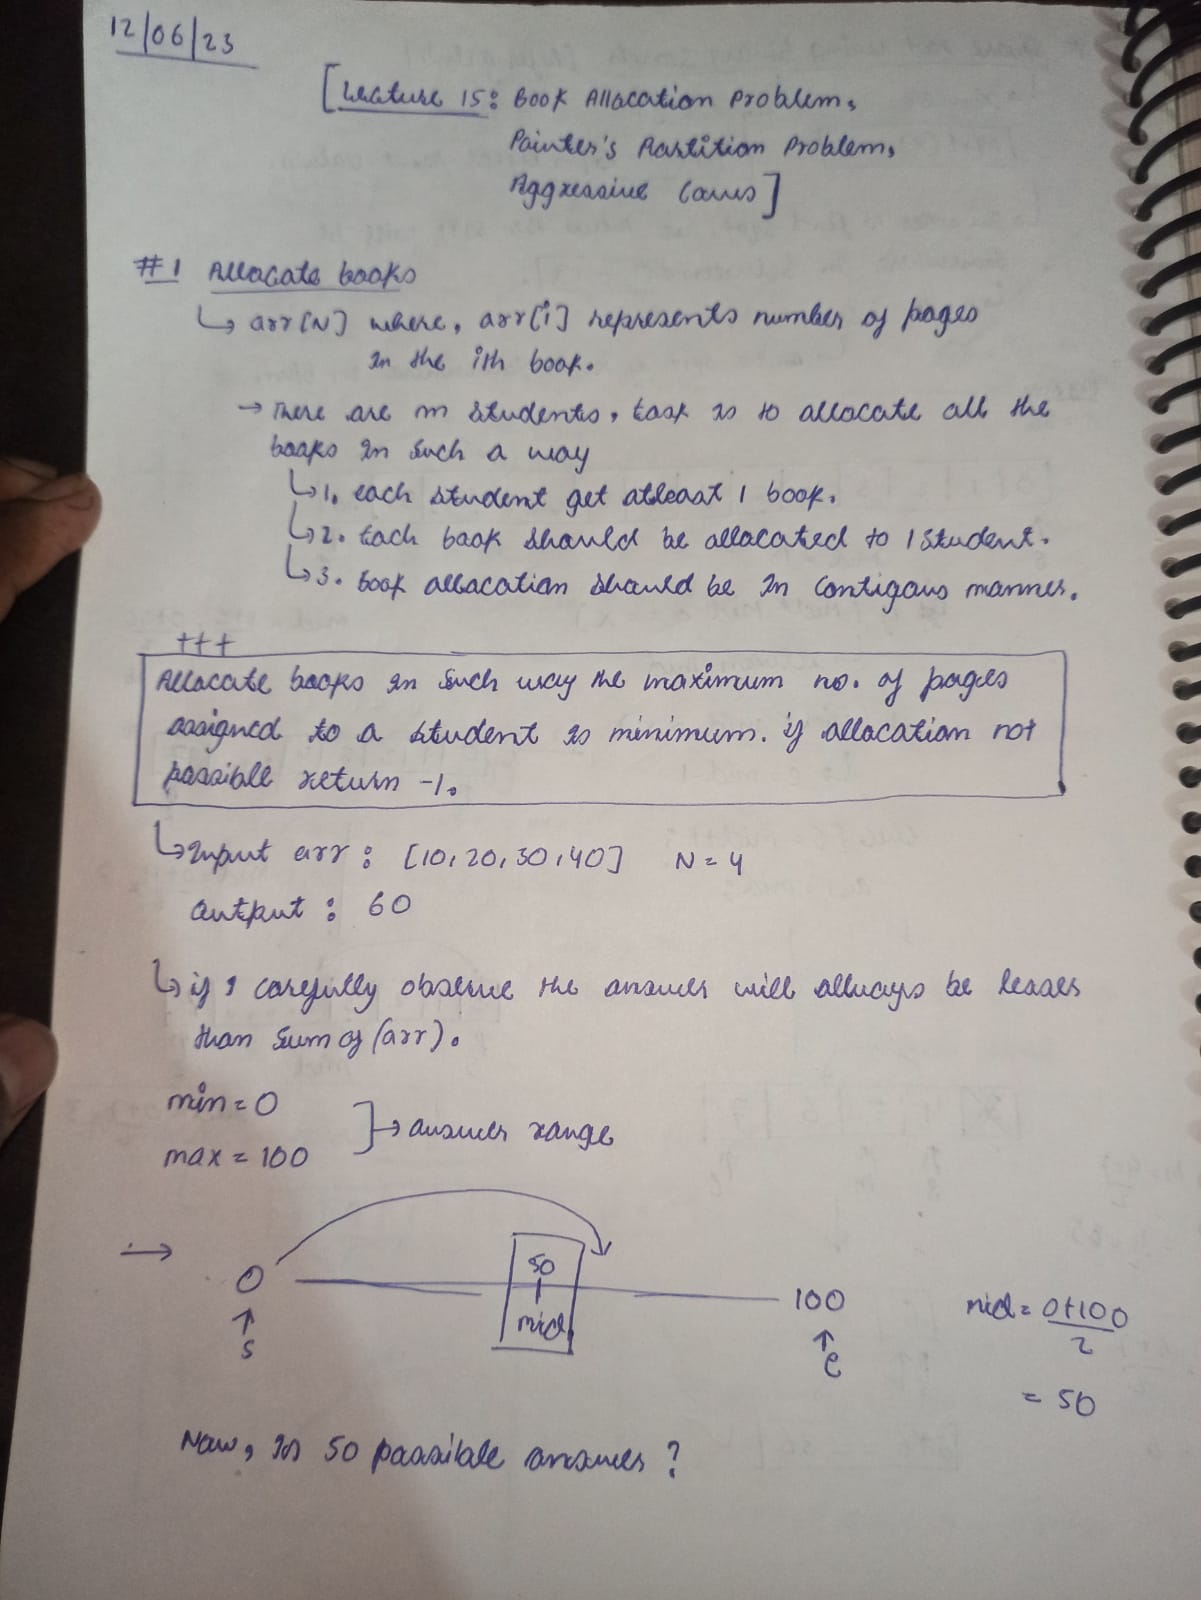 12/06/23
[Lecture 15: Book Allocation Problem,
Painter's Partition Problem,
Aggressive Cows]
#1 Allocate books
↳ arr[N] where, arr[i] represents number of pages
in the ith book.
→ There are m students, task is to allocate all the
books in such a way
↳1. each student get atleast 1 book.
↳2. Each book should be allocated to 1 student.
↳3. Book allocation should be in contigous manner.
+++
Allocate books in such way the maximum no. of pages
assigned to a student is minimum. if allocation not
possible return -1.
↳Input arr : [10,20,30,40] N = 4
Output : 60
↳ if I carefully observe the answer will allways be lesser
than sum of (arr).
min = 0
max = 100
]→ answer range
→
0 50 100
mid
↑ ↑
s e
mid = 0+100
2
= 50
Now, is 50 possible answer ?